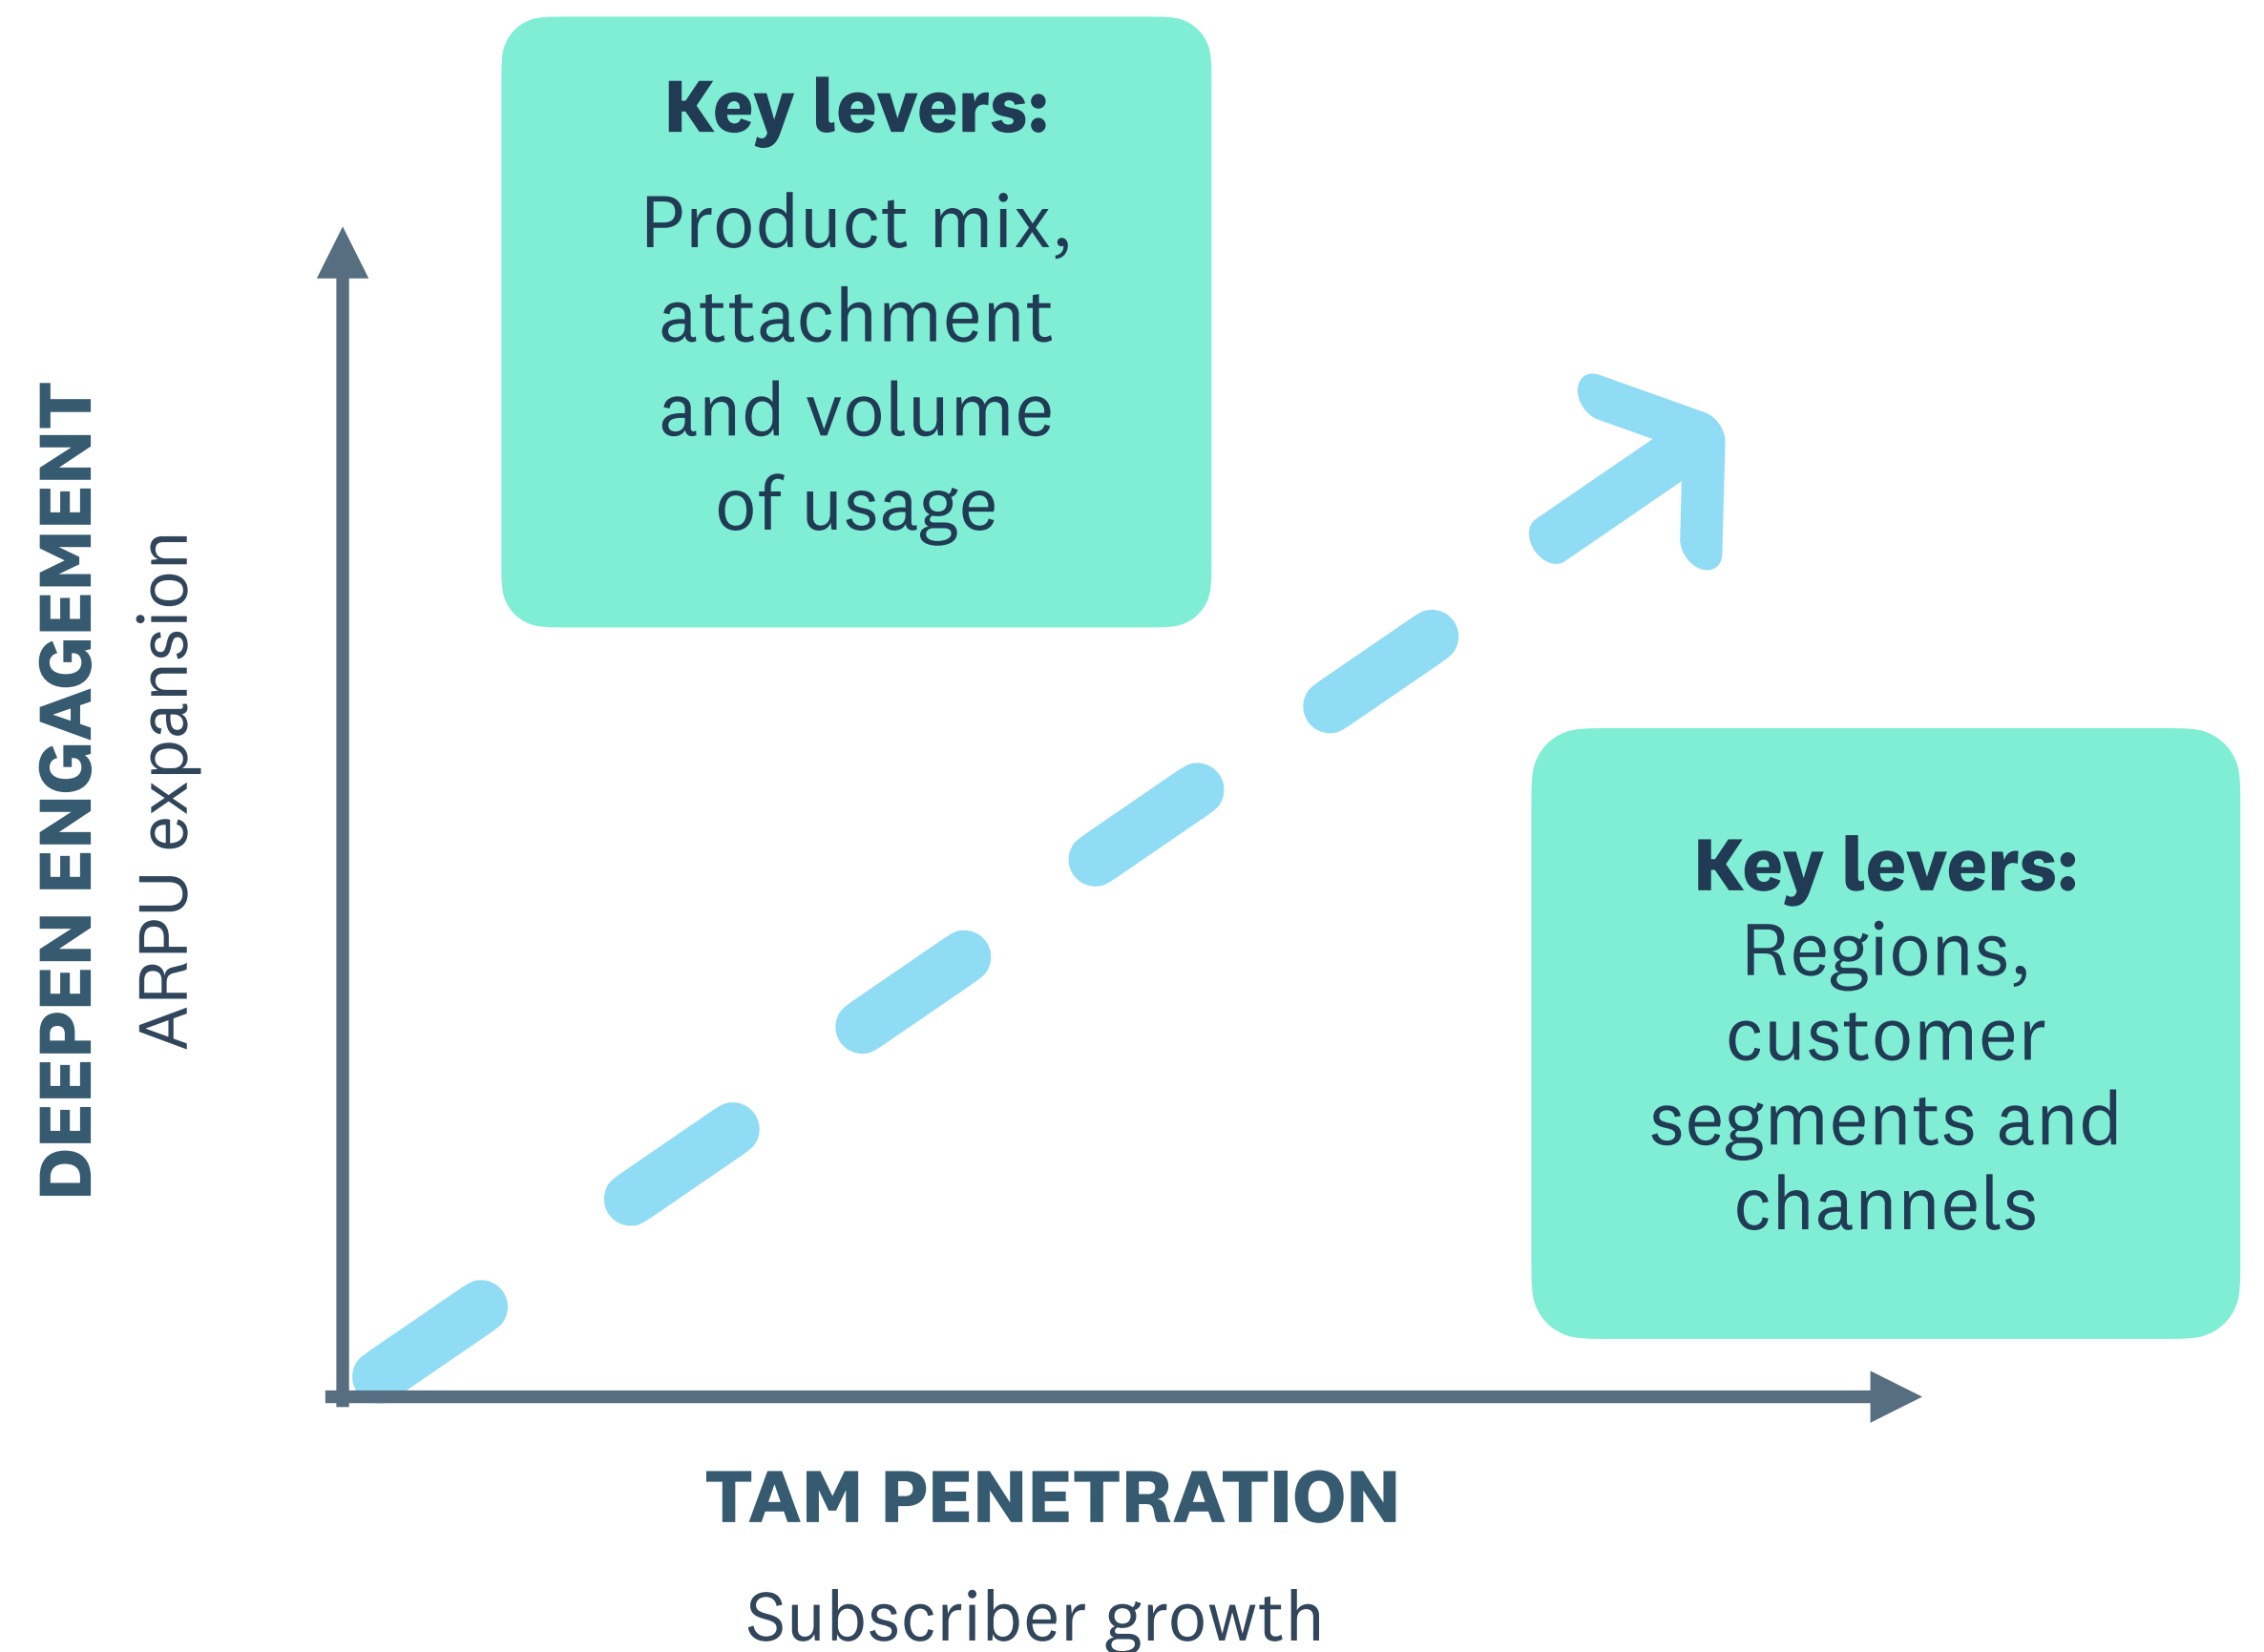 Key levers:
Product mix,
attachment
and volume
of usage
DEEPEN ENGAGEMENT
ARPU expansion
Key levers:
Regions,
customer
segments and
channels
TAM PENETRATION
Subscriber growth